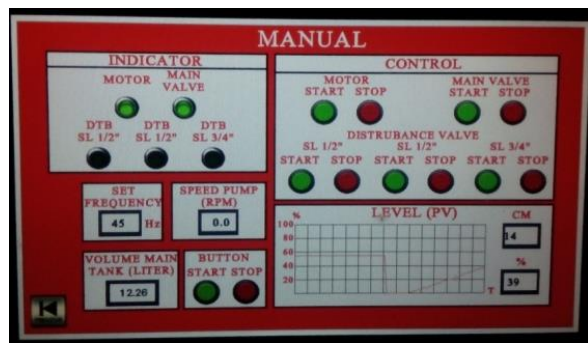 MANUAL
INDICATOR
MOTOR
MAIN VALVE
DTB SL 1/2"
DTB SL 1/2"
DTB SL 3/4"
CONTROL
MOTOR
START STOP
MAIN VALVE
START STOP
DISTRUBANCE VALVE
SL 1/2"
START STOP
SL 1/2"
START STOP
SL 3/4"
START STOP
SET FREQUENCY
45 Hz
SPEED PUMP (RPM)
0.0
VOLUME MAIN TANK (LITER)
12.26
BUTTON
START STOP
LEVEL (PV)
%
100
80
60
40
20
T
CM
14
%
39